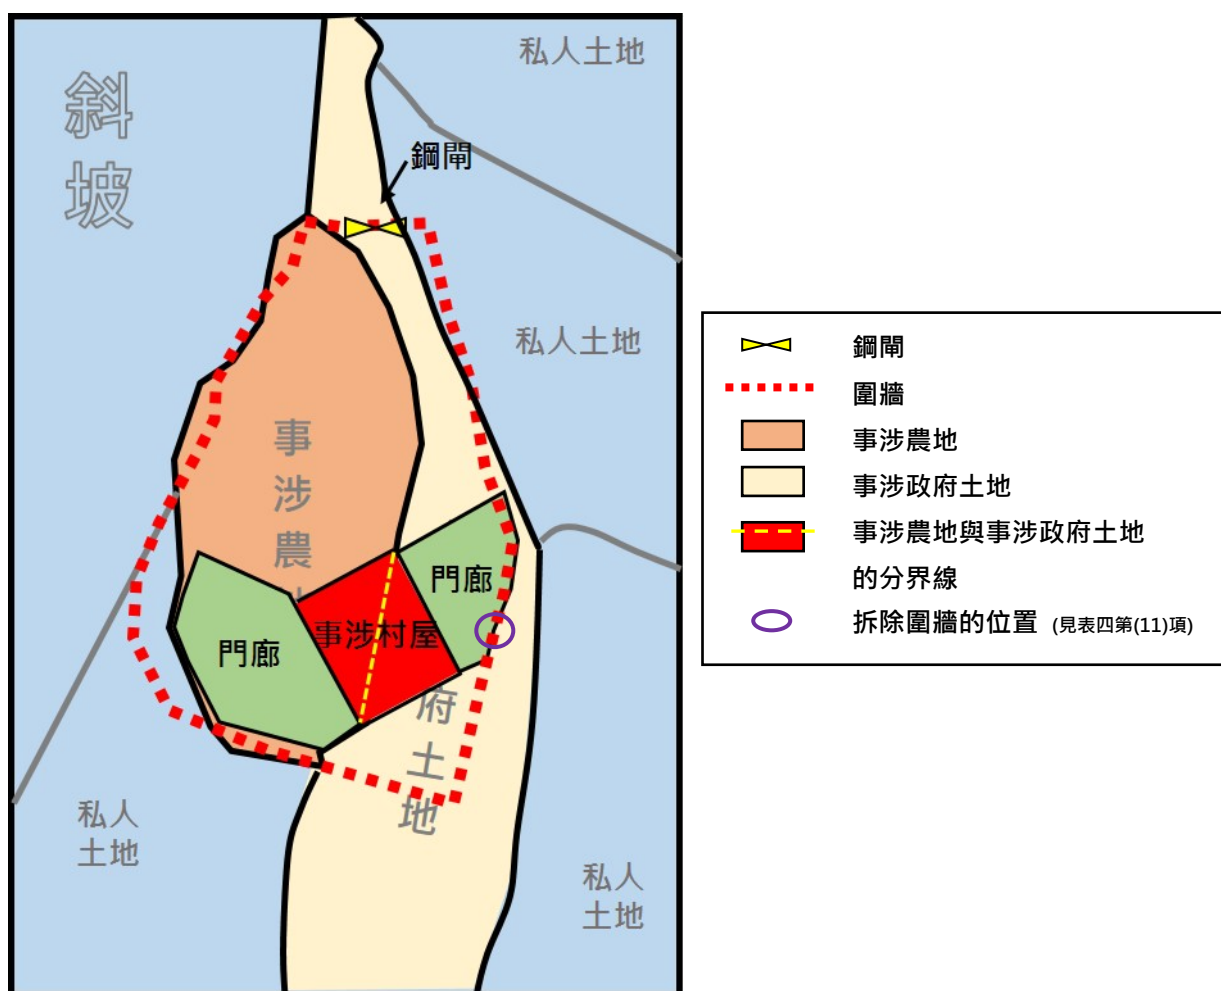 私人土地
斜坡
鋼閘
私人土地
事涉農
門廊
事涉村屋
門廊
府土地
私人
土地
私人
土地
鋼閘
圍牆
事涉農地
事涉政府土地
事涉農地與事涉政府土地
的分界線
拆除圍牆的位置 (見表四第(11)項)